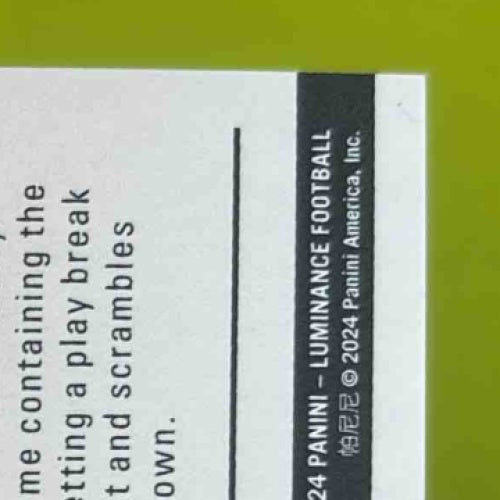 me containing the
etting a play break
t and scrambles
own.
24 PANINI – LUMINANCE FOOTBALL
帕尼尼 © 2024 Panini America, Inc.